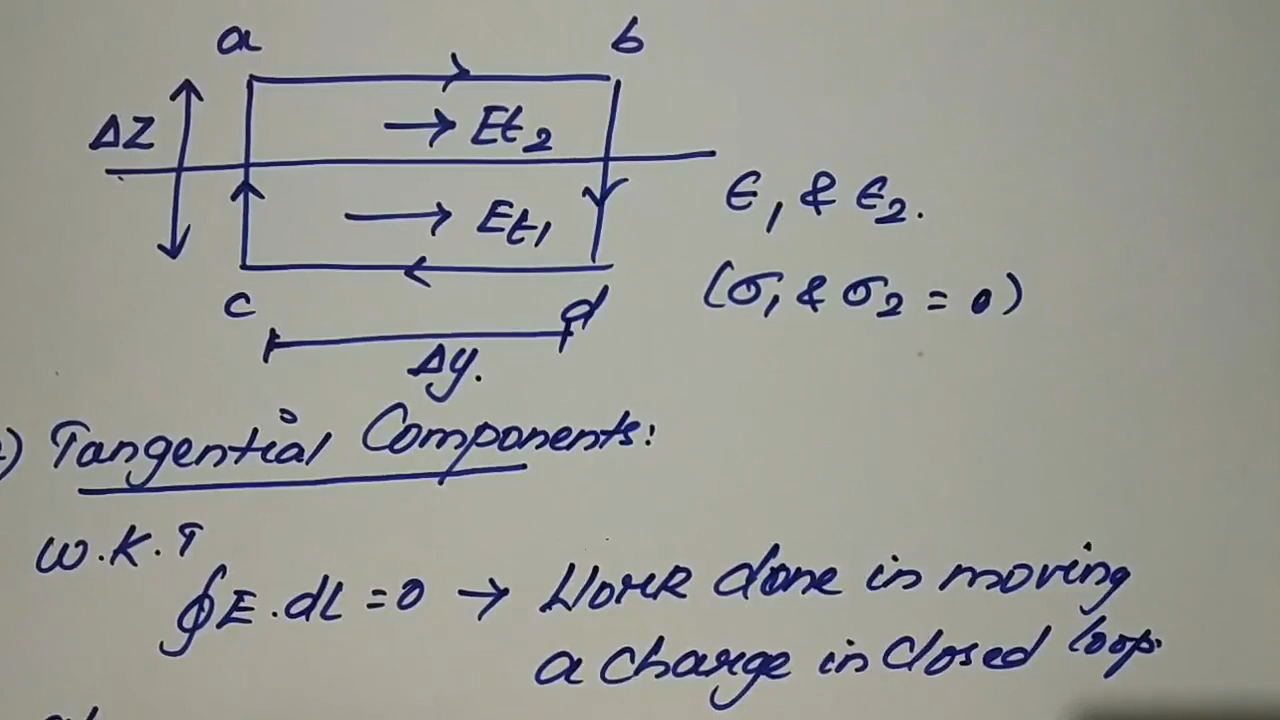 a b
ΔZ → Et2
→ Et1
ϵ1 & ϵ2.
(σ1 & σ2 = 0)
c d
Δy.
) Tangential Components:
W.K.T
∮E.dL = 0 → Work done in moving
a charge in closed loop.